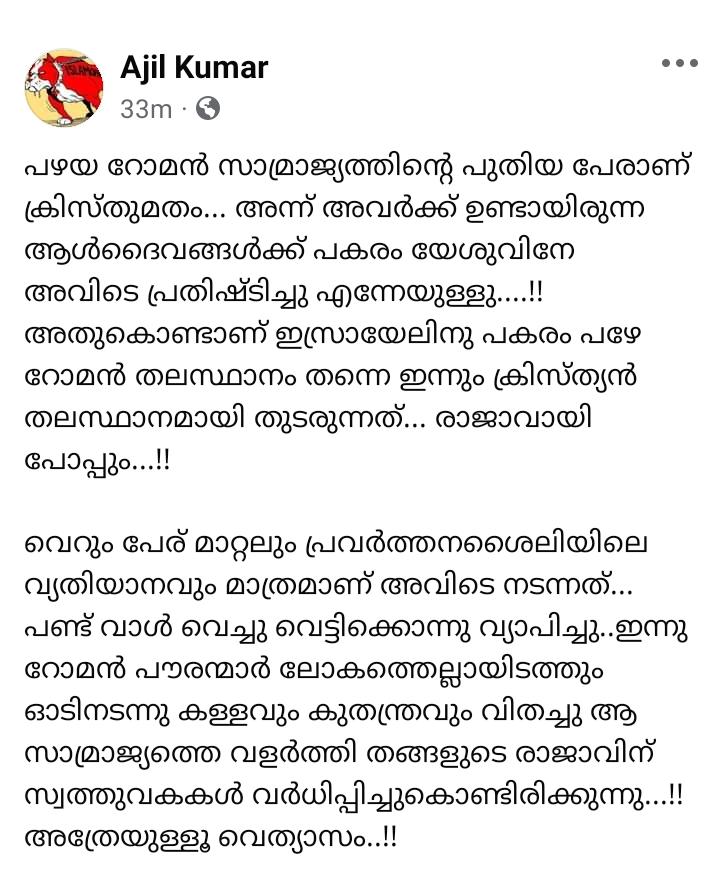 Ajil Kumar
33m
പഴയ റോമൻ സാമ്രാജ്യത്തിന്റെ പുതിയ പേരാണ്
ക്രിസ്തുമതം... അന്ന് അവർക്ക് ഉണ്ടായിരുന്ന
ആൾദൈവങ്ങൾക്ക് പകരം യേശുവിനേ
അവിടെ പ്രതിഷ്ടിച്ചു എന്നേയുള്ളു....!!
അതുകൊണ്ടാണ് ഇസ്രായേലിനു പകരം പഴേ
റോമൻ തലസ്ഥാനം തന്നെ ഇന്നും ക്രിസ്ത്യൻ
തലസ്ഥാനമായി തുടരുന്നത്... രാജാവായി
പോപ്പും...!!
വെറും പേര് മാറ്റലും പ്രവർത്തനശൈലിയിലെ
വ്യതിയാനവും മാത്രമാണ് അവിടെ നടന്നത്...
പണ്ട് വാൾ വെച്ചു വെട്ടിക്കൊന്നു വ്യാപിച്ചു..ഇന്നു
റോമൻ പൗരന്മാർ ലോകത്തെല്ലായിടത്തും
ഓടിനടന്നു കള്ളവും കുതന്ത്രവും വിതച്ചു ആ
സാമ്രാജ്യത്തെ വളർത്തി തങ്ങളുടെ രാജാവിന്
സ്വത്തുവകകൾ വർധിപ്പിച്ചുകൊണ്ടിരിക്കുന്നു...!!
അത്രേയുള്ളൂ വെത്യാസം..!!